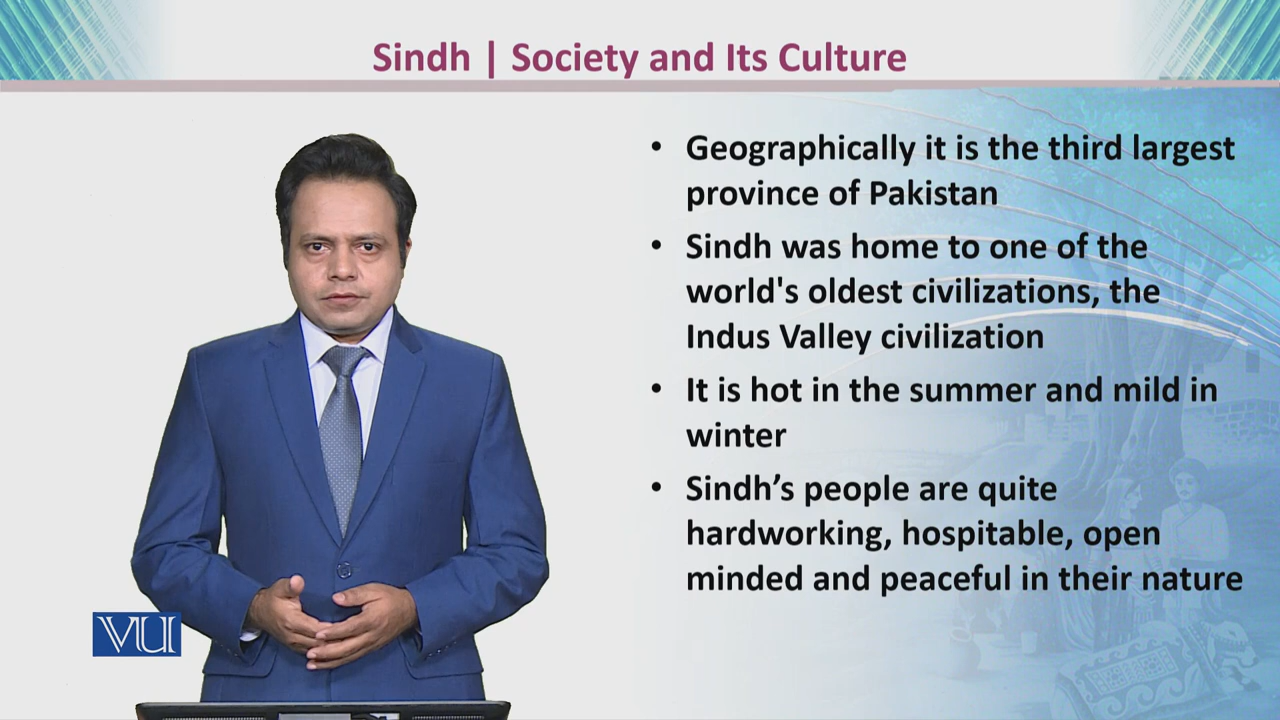 Sindh | Society and Its Culture
• Geographically it is the third largest
province of Pakistan
• Sindh was home to one of the
world's oldest civilizations, the
Indus Valley civilization
• It is hot in the summer and mild in
winter
• Sindh’s people are quite
hardworking, hospitable, open
minded and peaceful in their nature
VU